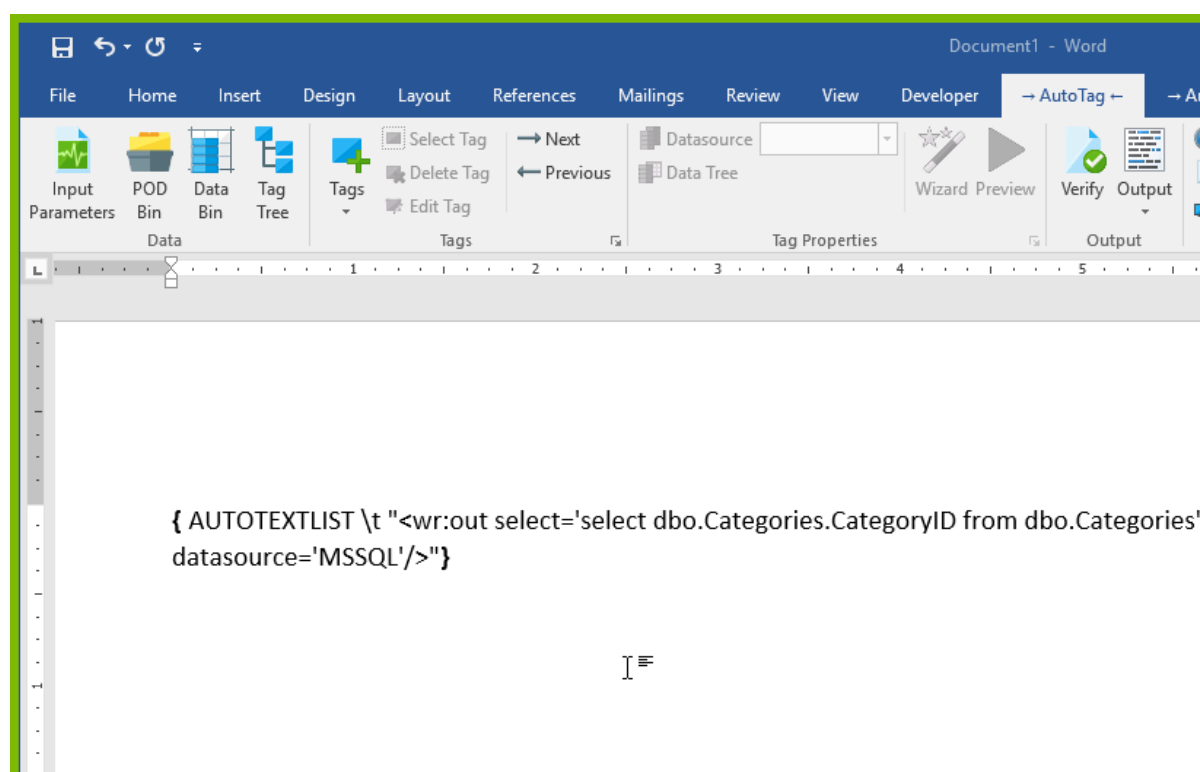 Document1 - Word
File Home Insert Design Layout References Mailings Review View Developer → AutoTag ← → A
Select Tag → Next Datasource
Delete Tag ← Previous Data Tree
Input Parameters POD Bin Data Bin Tag Tree Tags Edit Tag Wizard Preview Verify Output
Data Tags Tag Properties Output
L 1 2 3 4 5
1
{ AUTOTEXTLIST \t "<wr:out select='select dbo.Categories.CategoryID from dbo.Categories'
datasource='MSSQL'/>"}
1